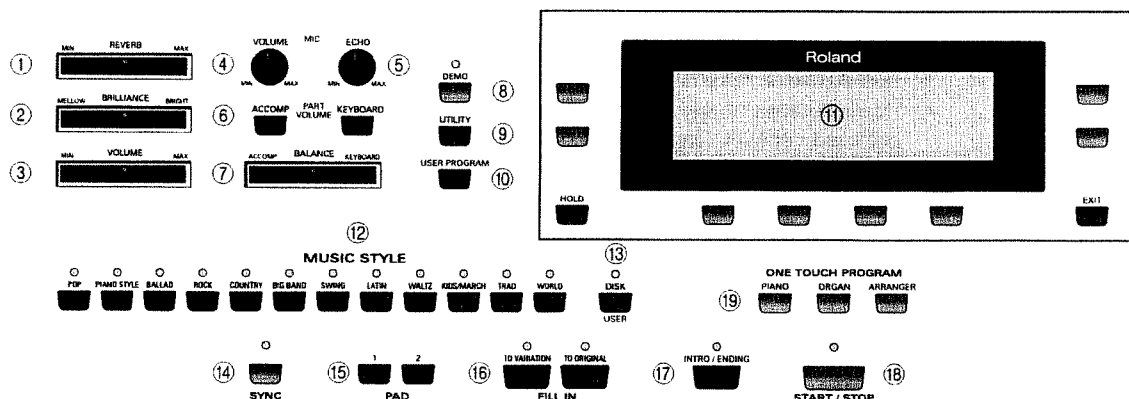 ① MIN REVERB MAX
② MELLOW BRILLIANCE BRIGHT
③ MIN VOLUME MAX
④ VOLUME MIC ECHO ⑤
MIN MAX MIN MAX
⑥ ACCOMP PART VOLUME KEYBOARD
⑦ ACCOMP BALANCE KEYBOARD
DEMO ⑧
UTILITY ⑨
USER PROGRAM ⑩
Roland
⑪
HOLD
EXIT
⑫
MUSIC STYLE
POP PIANO STYLE BALLAD ROCK COUNTRY BIG BAND SWING LATIN WALTZ KIDS/MARCH TRAD WORLD
⑬
DISK
USER
ONE TOUCH PROGRAM
⑲ PIANO ORGAN ARRANGER
⑭
SYNC
⑮ 1 2
PAD
⑯ TO VARIATION TO ORIGINAL
FILL IN
⑰ INTRO / ENDING
⑱
START / STOP